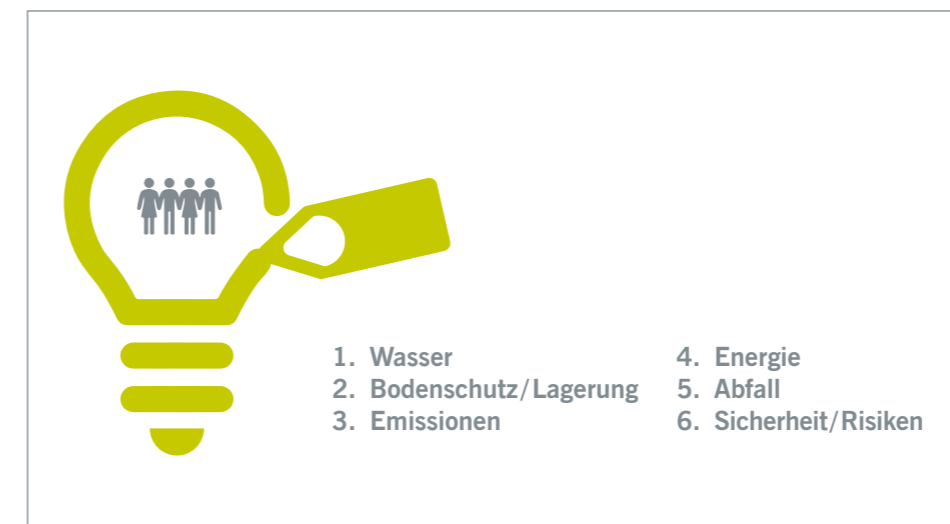 1. Wasser
2. Bodenschutz/Lagerung
3. Emissionen
4. Energie
5. Abfall
6. Sicherheit/Risiken